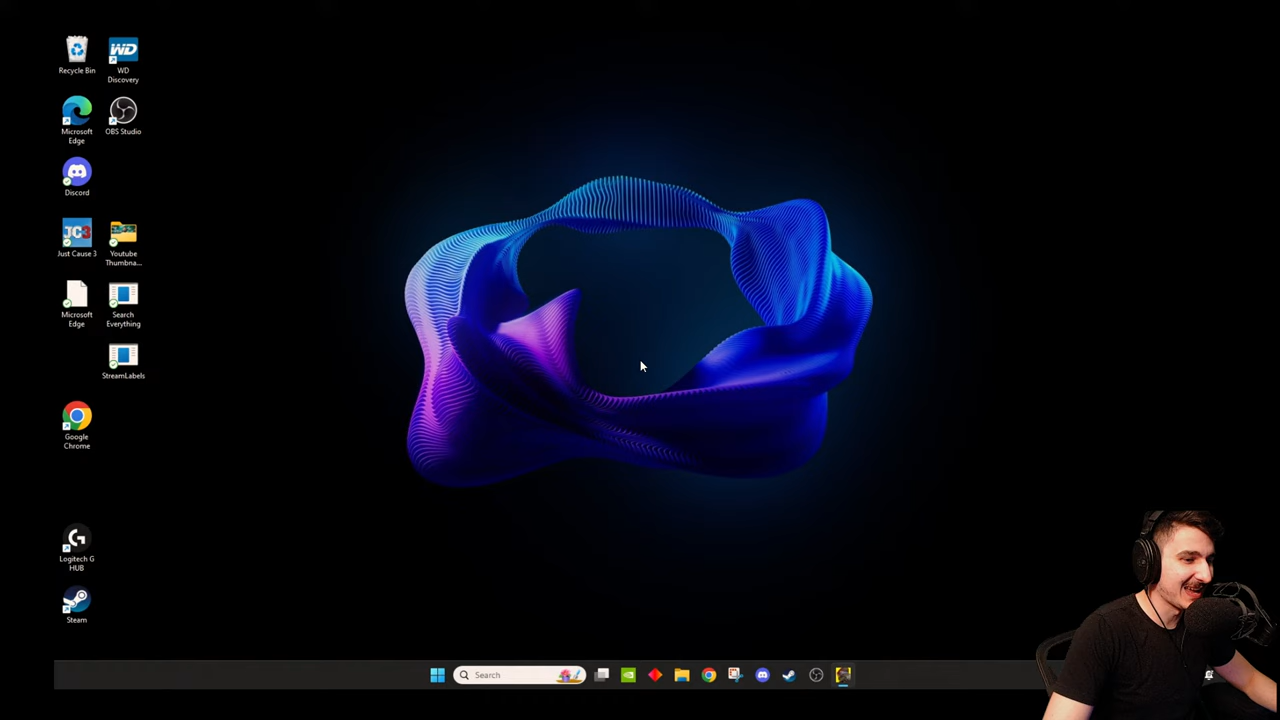 Recycle Bin
WD
Discovery
WD
Microsoft
Edge
OBS Studio
Discord
JC3
Just Cause 3
Youtube
Thumbna...
Microsoft
Edge
Search
Everything
StreamLabels
Google
Chrome
Logitech G
HUB
Steam
Search